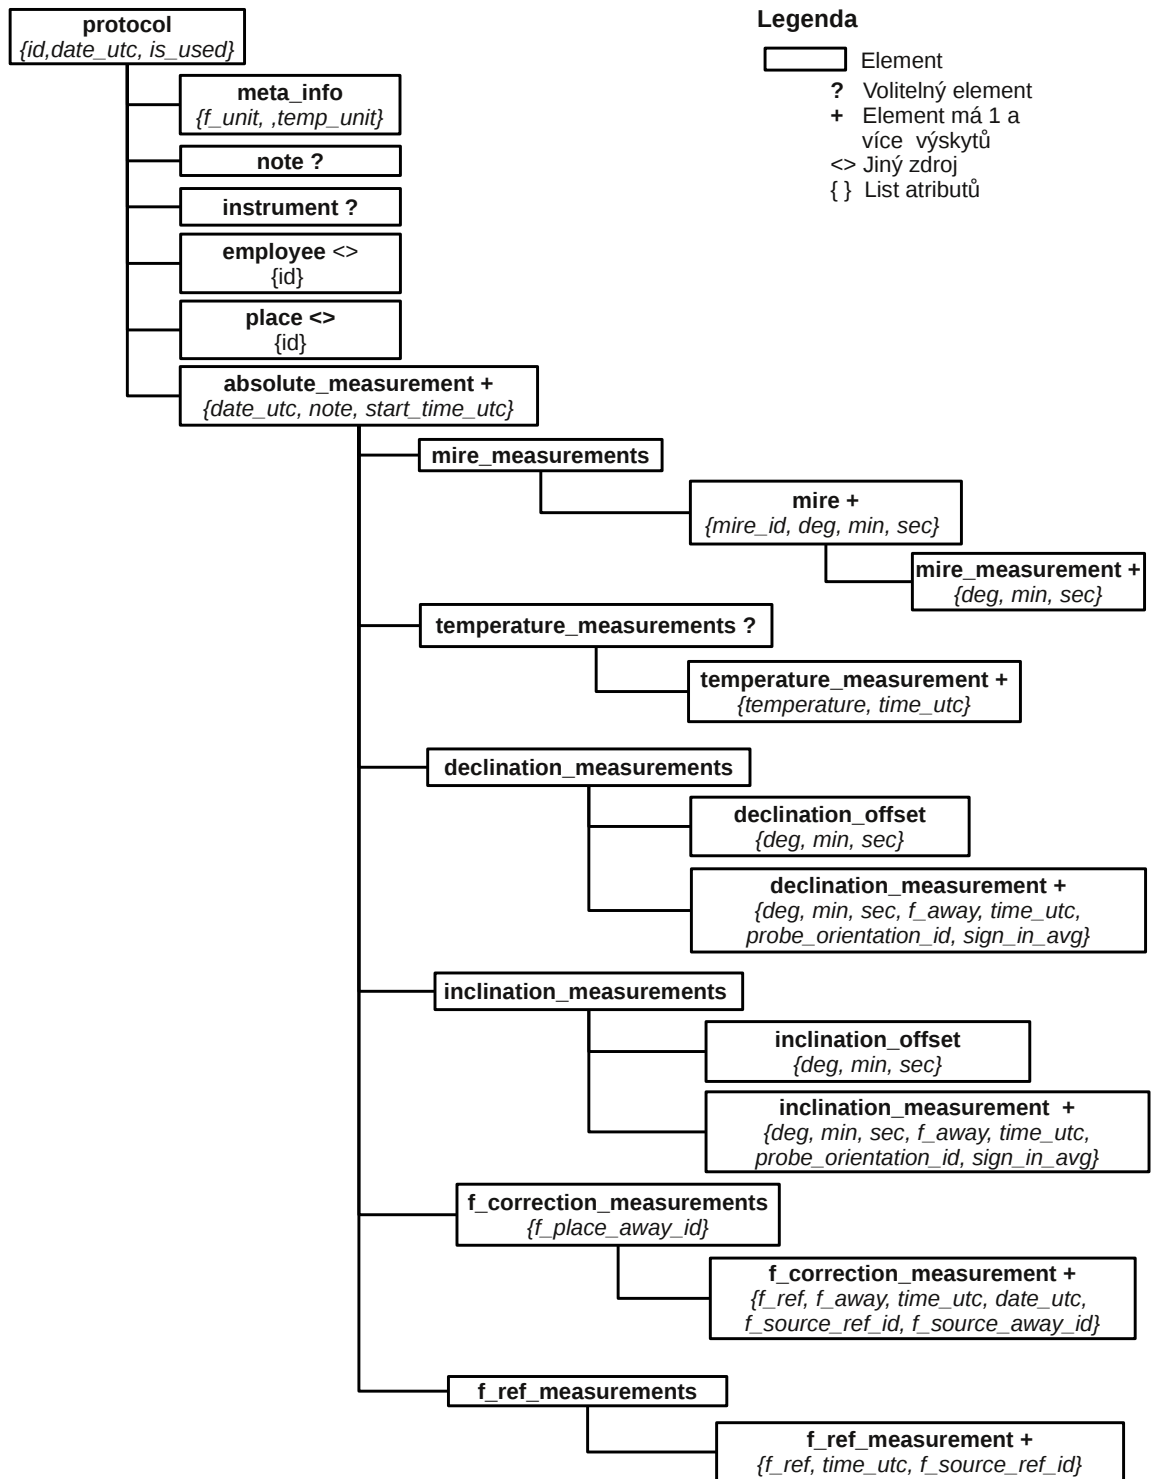 protocol
{id,date_utc, is_used}
meta_info
{f_unit, ,temp_unit}
note ?
instrument ?
employee <>
{id}
place <>
{id}
absolute_measurement +
{date_utc, note, start_time_utc}
Legenda
Element
? Volitelný element
+ Element má 1 a
více výskytů
<> Jiný zdroj
{ } List atributů
mire_measurements
mire +
{mire_id, deg, min, sec}
mire_measurement +
{deg, min, sec}
temperature_measurements ?
temperature_measurement +
{temperature, time_utc}
declination_measurements
declination_offset
{deg, min, sec}
declination_measurement +
{deg, min, sec, f_away, time_utc,
probe_orientation_id, sign_in_avg}
inclination_measurements
inclination_offset
{deg, min, sec}
inclination_measurement +
{deg, min, sec, f_away, time_utc,
probe_orientation_id, sign_in_avg}
f_correction_measurements
{f_place_away_id}
f_correction_measurement +
{f_ref, f_away, time_utc, date_utc,
f_source_ref_id, f_source_away_id}
f_ref_measurements
f_ref_measurement +
{f_ref, time_utc, f_source_ref_id}